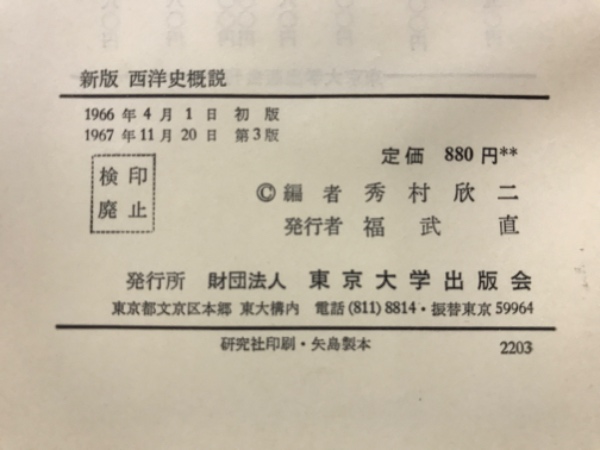 新版 西洋史概説
1966 年 4 月 1 日 初 版
1967 年 11 月 20 日 第 3 版
定価 880 円**
検 印
廃 止
©編 者 秀 村 欣 二
発行者 福 武 直
発行所 財団法人 東京大学出版会
東京都文京区本郷 東大構内 電話 (811) 8814・振替東京 59964
研究社印刷・矢島製本
2203